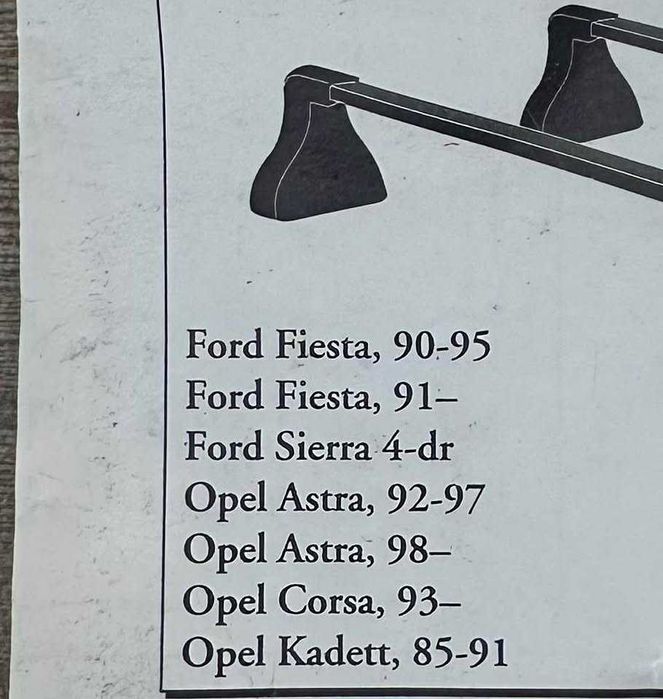 Ford Fiesta, 90-95
Ford Fiesta, 91–
Ford Sierra 4-dr
Opel Astra, 92-97
Opel Astra, 98–
Opel Corsa, 93–
Opel Kadett, 85-91